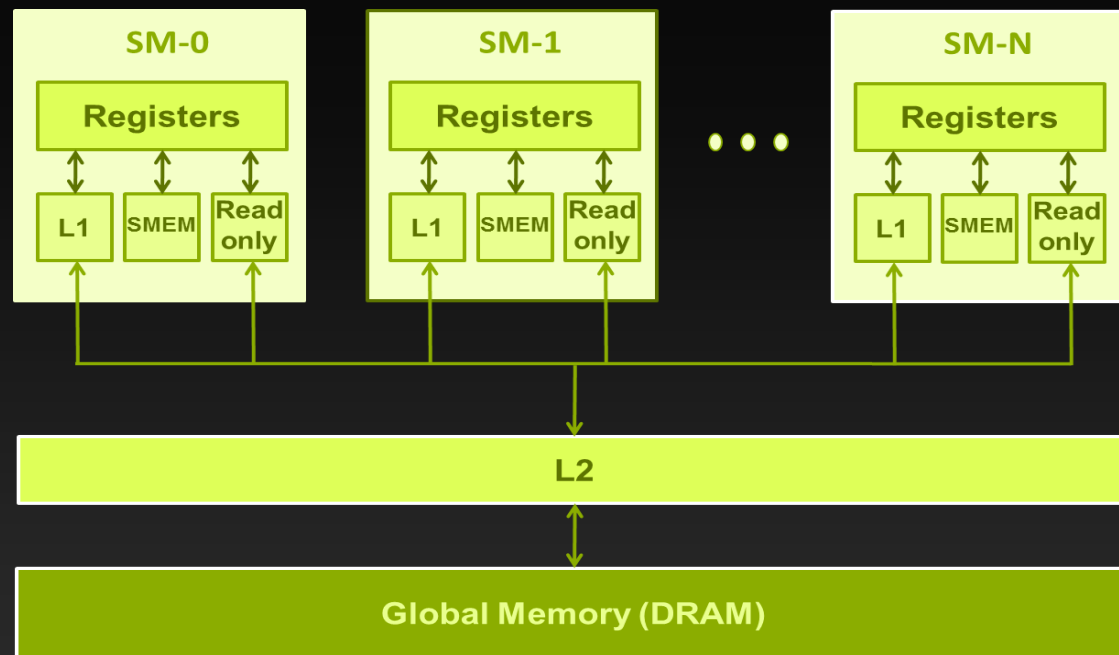 SM-0
Registers
L1
SMEM
Read
only
SM-1
Registers
L1
SMEM
Read
only
SM-N
Registers
L1
SMEM
Read
only
L2
Global Memory (DRAM)